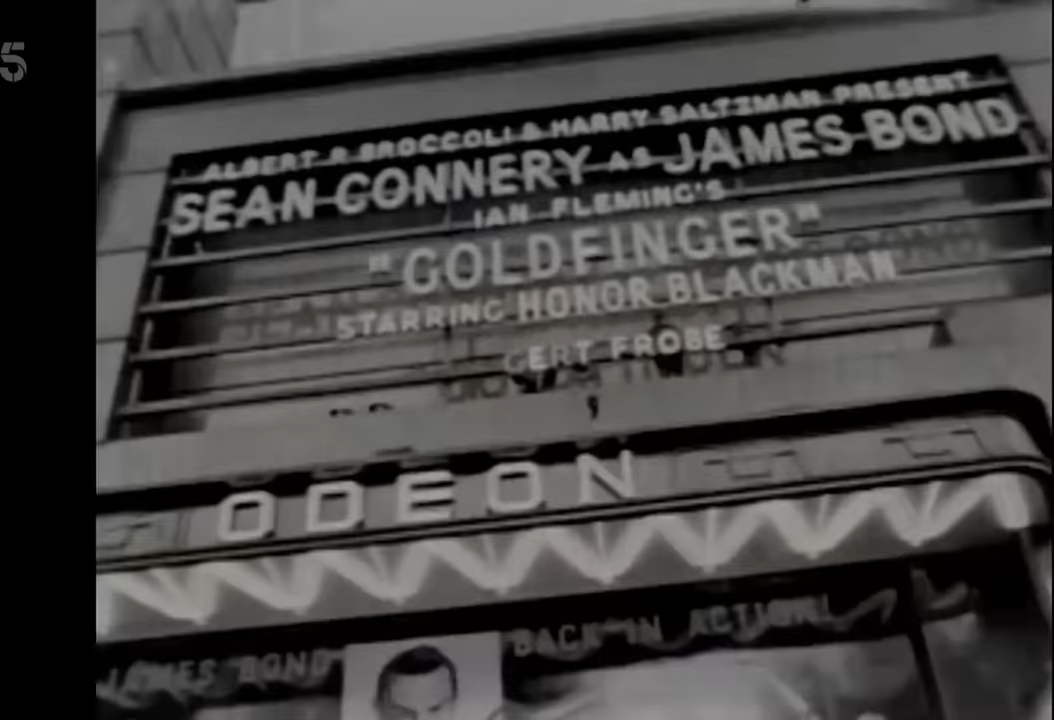 5
ALBERT R BROCCOLI & HARRY SALTZMAN PRESENT
SEAN CONNERY AS JAMES BOND
IAN FLEMING'S
"GOLDFINGER"
STARRING HONOR BLACKMAN
GERT FROBE
ODEON
JAMES BOND BACK IN ACTION!